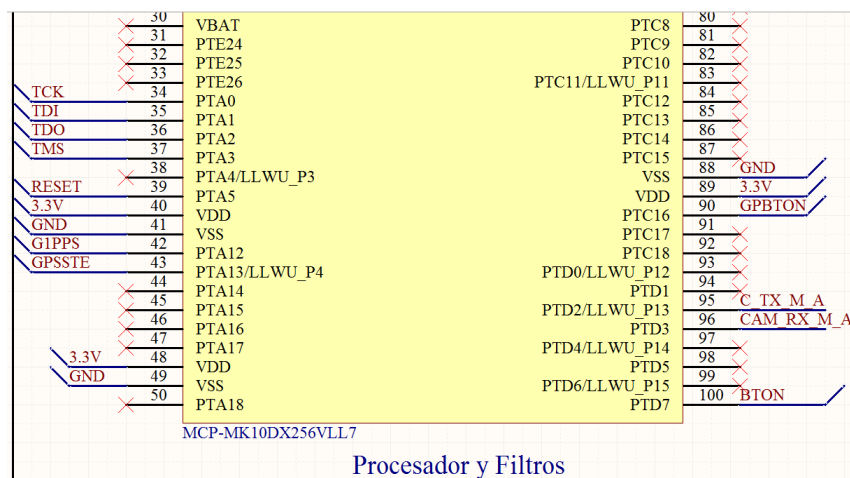 30 VBAT PTC8 80
31 PTE24 PTC9 81
32 PTE25 PTC10 82
33 PTE26 PTC11/LLWU_P11 83
TCK 34 PTA0 PTC12 84
TDI 35 PTA1 PTC13 85
TDO 36 PTA2 PTC14 86
TMS 37 PTA3 PTC15 87
38 PTA4/LLWU_P3 VSS 88 GND
RESET 39 PTA5 VDD 89 3.3V
3.3V 40 VDD PTC16 90 GPBTON
GND 41 VSS PTC17 91
G1PPS 42 PTA12 PTC18 92
GPSSTE 43 PTA13/LLWU_P4 PTD0/LLWU_P12 93
44 PTA14 PTD1 94
45 PTA15 PTD2/LLWU_P13 95 C_TX_M_A
46 PTA16 PTD3 96 CAM_RX_M_A
47 PTA17 PTD4/LLWU_P14 97
3.3V 48 VDD PTD5 98
GND 49 VSS PTD6/LLWU_P15 99
50 PTA18 PTD7 100 BTON
MCP-MK10DX256VLL7
Procesador y Filtros